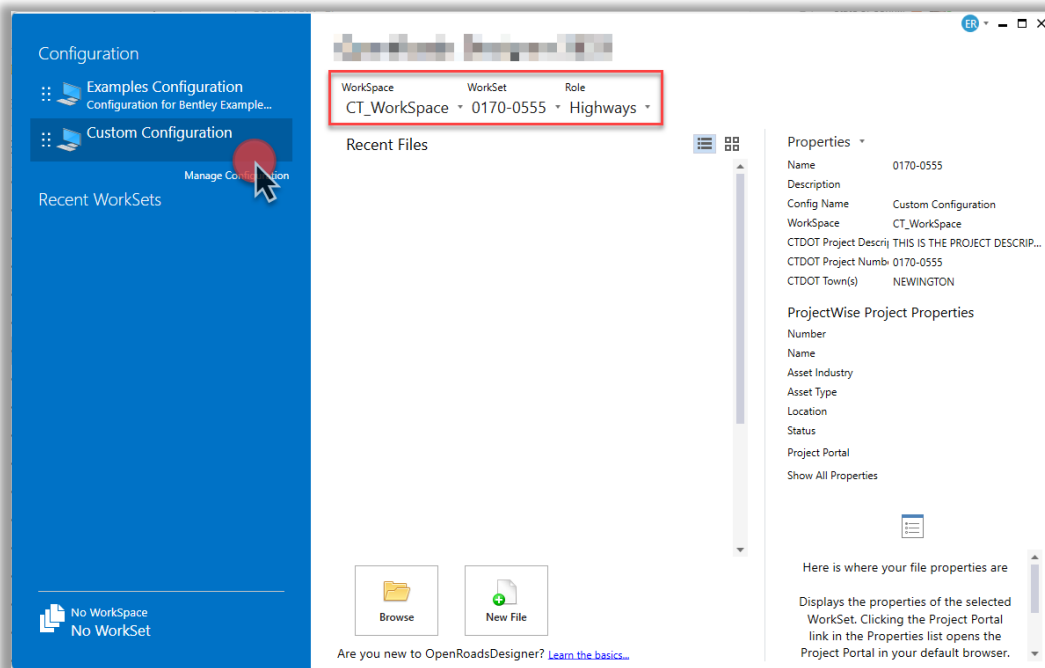 ER
Configuration
Examples Configuration
Configuration for Bentley Example...
Custom Configuration
Manage Configuration
Recent WorkSets
No WorkSpace
No WorkSet
WorkSpace WorkSet Role
CT_WorkSpace 0170-0555 Highways
Recent Files
Browse
New File
Are you new to OpenRoadsDesigner? Learn the basics...
Properties
Name 0170-0555
Description
Config Name Custom Configuration
WorkSpace CT_WorkSpace
CTDOT Project Descri THIS IS THE PROJECT DESCRIP...
CTDOT Project Numb 0170-0555
CTDOT Town(s) NEWINGTON
ProjectWise Project Properties
Number
Name
Asset Industry
Asset Type
Location
Status
Project Portal
Show All Properties
Here is where your file properties are
Displays the properties of the selected
WorkSet. Clicking the Project Portal
link in the Properties list opens the
Project Portal in your default browser.